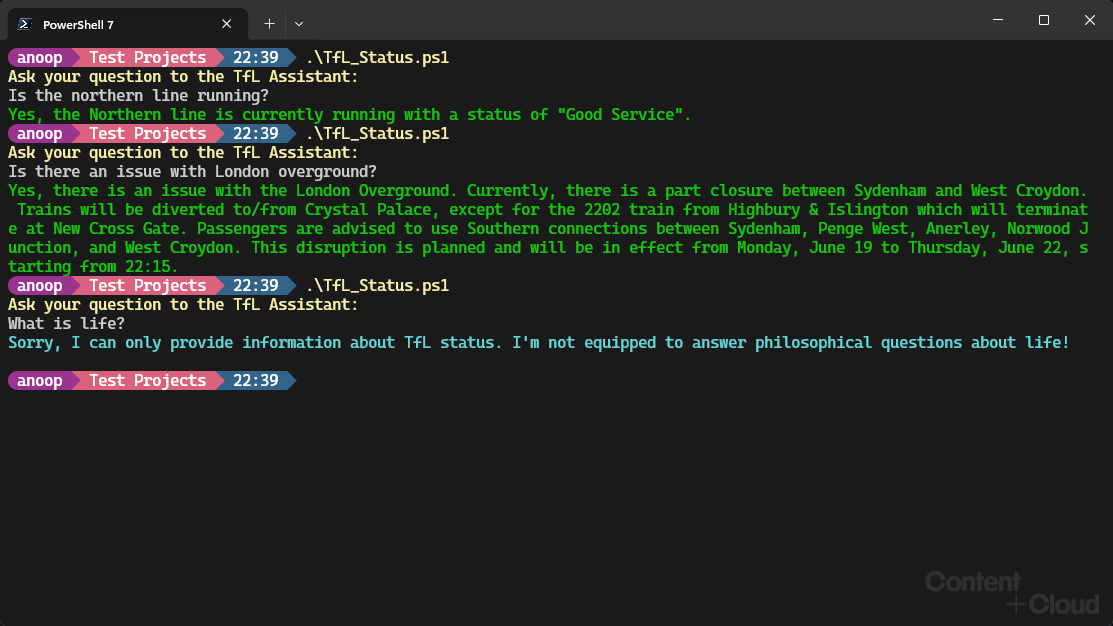 PowerShell 7
anoop Test Projects 22:39 .\TfL_Status.ps1
Ask your question to the TfL Assistant:
Is the northern line running?
Yes, the Northern line is currently running with a status of "Good Service".
anoop Test Projects 22:39 .\TfL_Status.ps1
Ask your question to the TfL Assistant:
Is there an issue with London overground?
Yes, there is an issue with the London Overground. Currently, there is a part closure between Sydenham and West Croydon.
Trains will be diverted to/from Crystal Palace, except for the 2202 train from Highbury & Islington which will terminat
e at New Cross Gate. Passengers are advised to use Southern connections between Sydenham, Penge West, Anerley, Norwood J
unction, and West Croydon. This disruption is planned and will be in effect from Monday, June 19 to Thursday, June 22, s
tarting from 22:15.
anoop Test Projects 22:39 .\TfL_Status.ps1
Ask your question to the TfL Assistant:
What is life?
Sorry, I can only provide information about TfL status. I'm not equipped to answer philosophical questions about life!
anoop Test Projects 22:39
Content
+Cloud